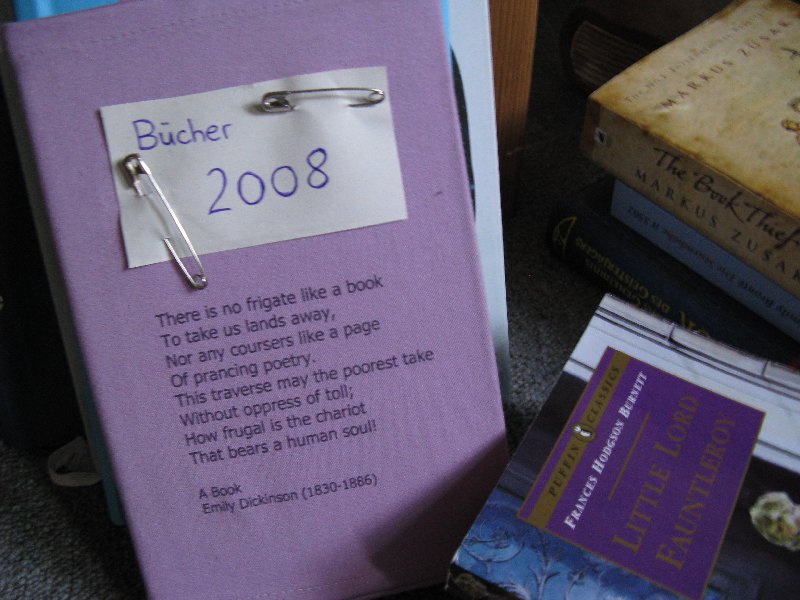 Bücher
2008
There is no frigate like a book
To take us lands away,
Nor any coursers like a page
Of prancing poetry.
This traverse may the poorest take
Without oppress of toll;
How frugal is the chariot
That bears a human soul!
A Book
Emily Dickinson (1830-1886)
MARKUS ZUSAK
The Book Thief
MARKUS ZUSAK
PUFFIN CLASSICS
FRANCES HODGSON BURNETT
LITTLE LORD
FAUNTLEROY